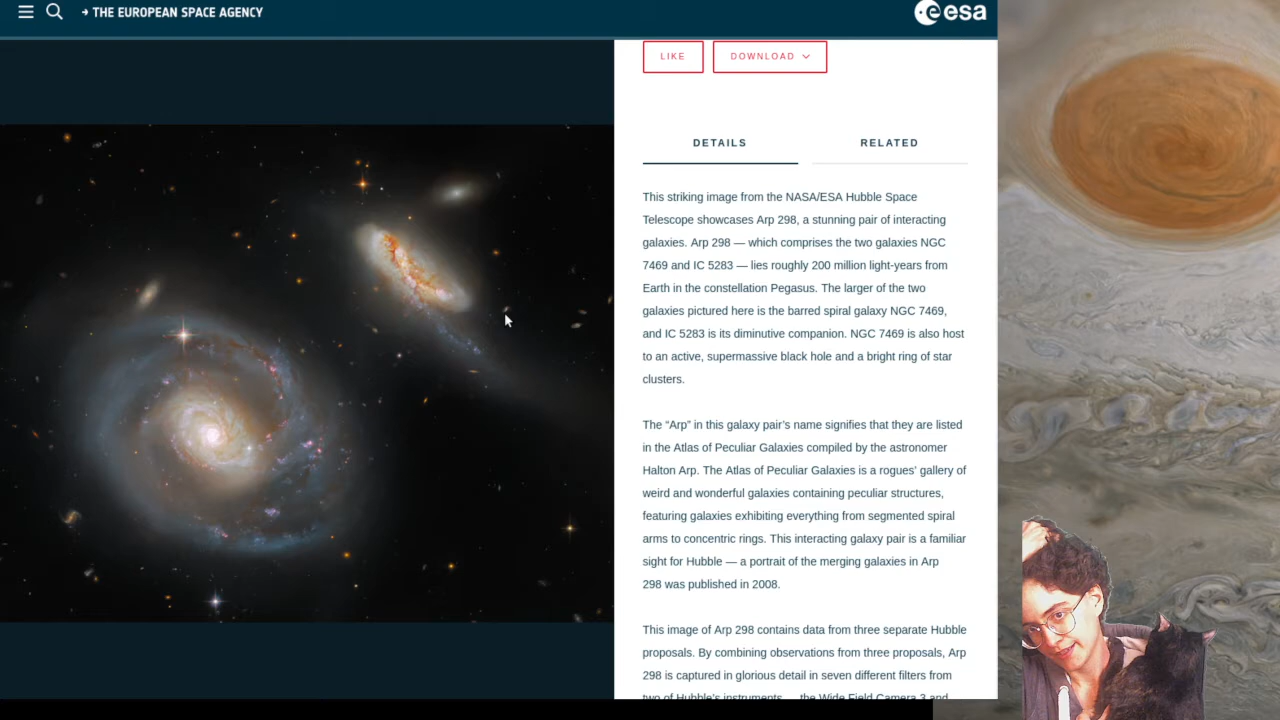 → THE EUROPEAN SPACE AGENCY
esa
LIKE
DOWNLOAD
DETAILS
RELATED
This striking image from the NASA/ESA Hubble Space
Telescope showcases Arp 298, a stunning pair of interacting
galaxies. Arp 298 — which comprises the two galaxies NGC
7469 and IC 5283 — lies roughly 200 million light-years from
Earth in the constellation Pegasus. The larger of the two
galaxies pictured here is the barred spiral galaxy NGC 7469,
and IC 5283 is its diminutive companion. NGC 7469 is also host
to an active, supermassive black hole and a bright ring of star
clusters.
The “Arp” in this galaxy pair’s name signifies that they are listed
in the Atlas of Peculiar Galaxies compiled by the astronomer
Halton Arp. The Atlas of Peculiar Galaxies is a rogues’ gallery of
weird and wonderful galaxies containing peculiar structures,
featuring galaxies exhibiting everything from segmented spiral
arms to concentric rings. This interacting galaxy pair is a familiar
sight for Hubble — a portrait of the merging galaxies in Arp
298 was published in 2008.
This image of Arp 298 contains data from three separate Hubble
proposals. By combining observations from three proposals, Arp
298 is captured in glorious detail in seven different filters from
two of Hubble’s instruments — the Wide Field Camera 3 and